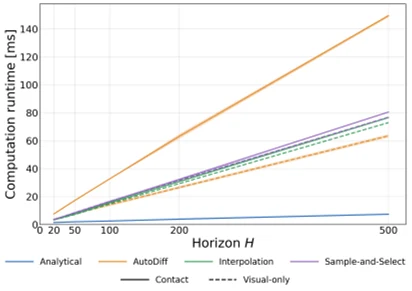 Computation runtime [ms]
140
120
100
80
60
40
20
0
0 20 50 100 200 500
Horizon H
Analytical AutoDiff Interpolation Sample-and-Select
Contact Visual-only